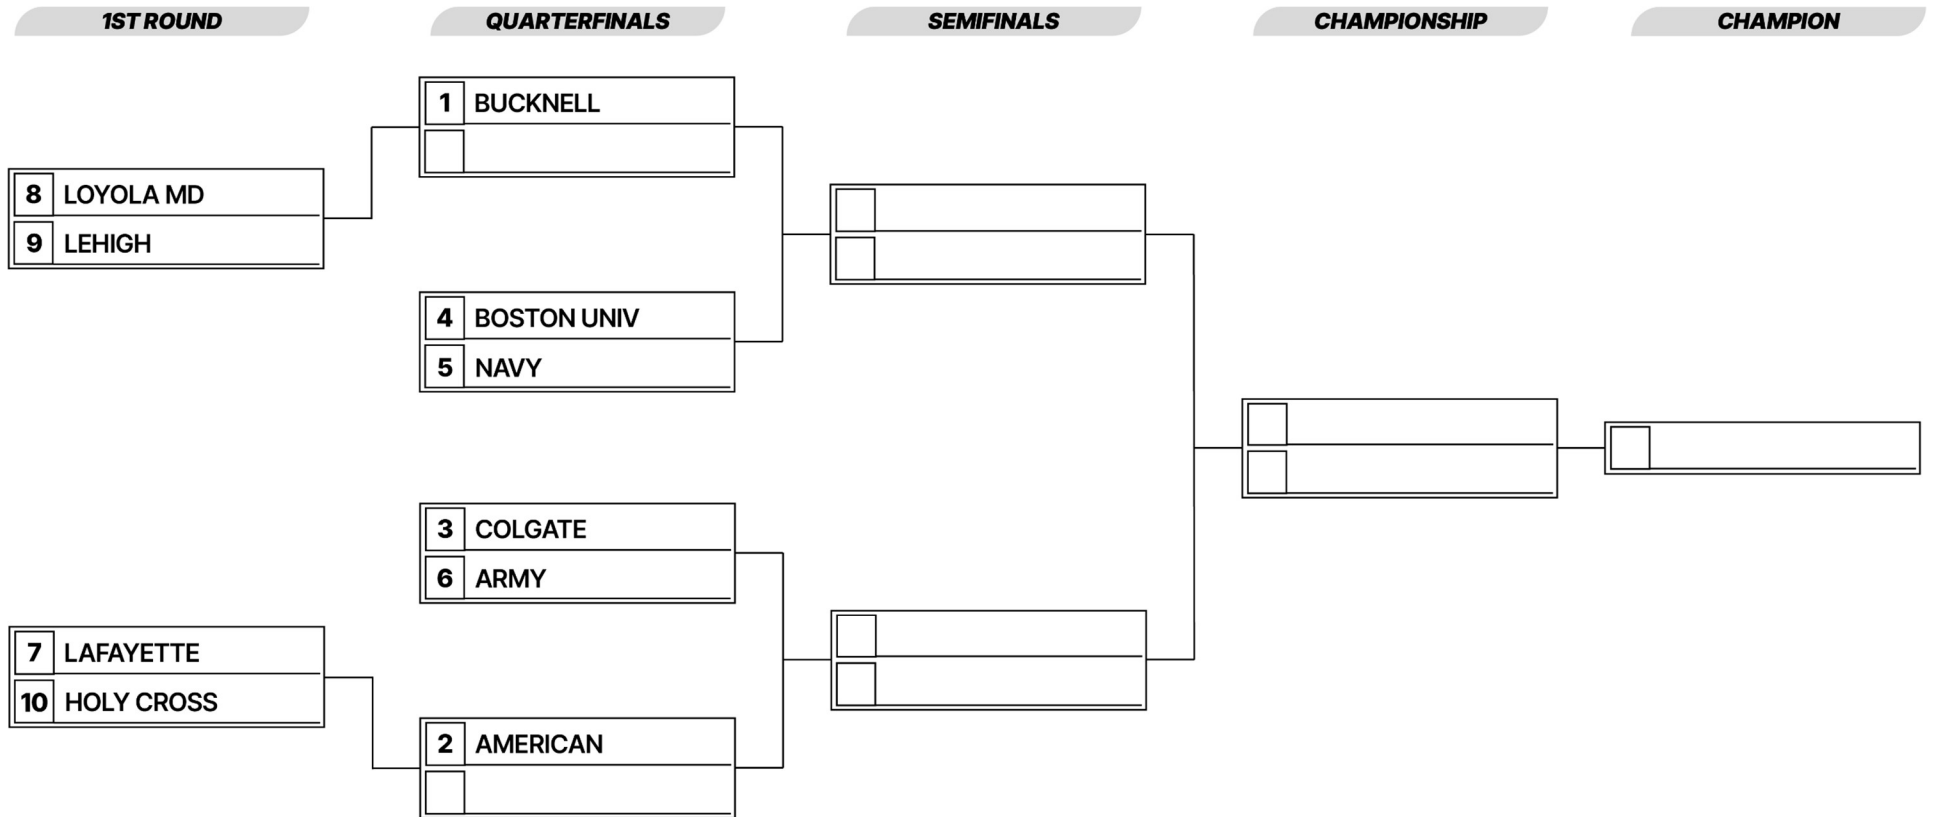 1ST ROUND
QUARTERFINALS
SEMIFINALS
CHAMPIONSHIP
CHAMPION
8 LOYOLA MD
9 LEHIGH
7 LAFAYETTE
10 HOLY CROSS
1 BUCKNELL
4 BOSTON UNIV
5 NAVY
3 COLGATE
6 ARMY
2 AMERICAN